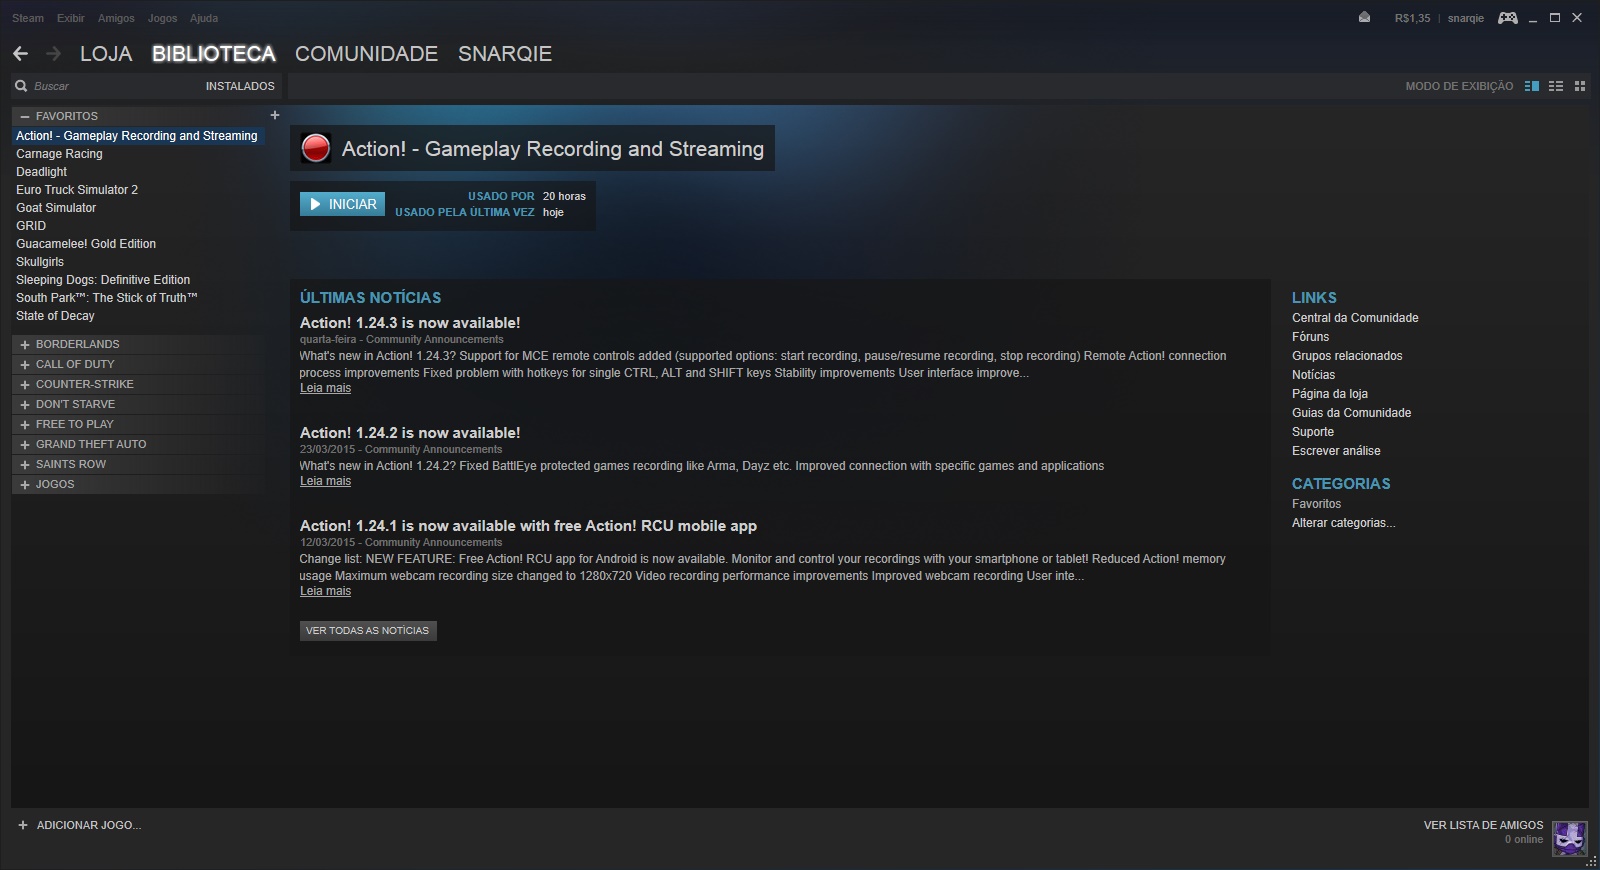 Steam Exibir Amigos Jogos Ajuda
R$1,35 | snarqie
LOJA BIBLIOTECA COMUNIDADE SNARQIE
Buscar INSTALADOS
MODO DE EXIBIÇÃO
FAVORITOS
Action! - Gameplay Recording and Streaming
Carnage Racing
Deadlight
Euro Truck Simulator 2
Goat Simulator
GRID
Guacamelee! Gold Edition
Skullgirls
Sleeping Dogs: Definitive Edition
South Park™: The Stick of Truth™
State of Decay
BORDERLANDS
CALL OF DUTY
COUNTER-STRIKE
DON'T STARVE
FREE TO PLAY
GRAND THEFT AUTO
SAINTS ROW
JOGOS
Action! - Gameplay Recording and Streaming
INICIAR
USADO POR 20 horas
USADO PELA ÚLTIMA VEZ hoje
ÚLTIMAS NOTÍCIAS
Action! 1.24.3 is now available!
quarta-feira - Community Announcements
What's new in Action! 1.24.3? Support for MCE remote controls added (supported options: start recording, pause/resume recording, stop recording) Remote Action! connection
process improvements Fixed problem with hotkeys for single CTRL, ALT and SHIFT keys Stability improvements User interface improve...
Leia mais
Action! 1.24.2 is now available!
23/03/2015 - Community Announcements
What's new in Action! 1.24.2? Fixed BattlEye protected games recording like Arma, Dayz etc. Improved connection with specific games and applications
Leia mais
Action! 1.24.1 is now available with free Action! RCU mobile app
12/03/2015 - Community Announcements
Change list: NEW FEATURE: Free Action! RCU app for Android is now available. Monitor and control your recordings with your smartphone or tablet! Reduced Action! memory
usage Maximum webcam recording size changed to 1280x720 Video recording performance improvements Improved webcam recording User inte...
Leia mais
VER TODAS AS NOTÍCIAS
LINKS
Central da Comunidade
Fóruns
Grupos relacionados
Notícias
Página da loja
Guias da Comunidade
Suporte
Escrever análise
CATEGORIAS
Favoritos
Alterar categorias...
ADICIONAR JOGO...
VER LISTA DE AMIGOS
0 online